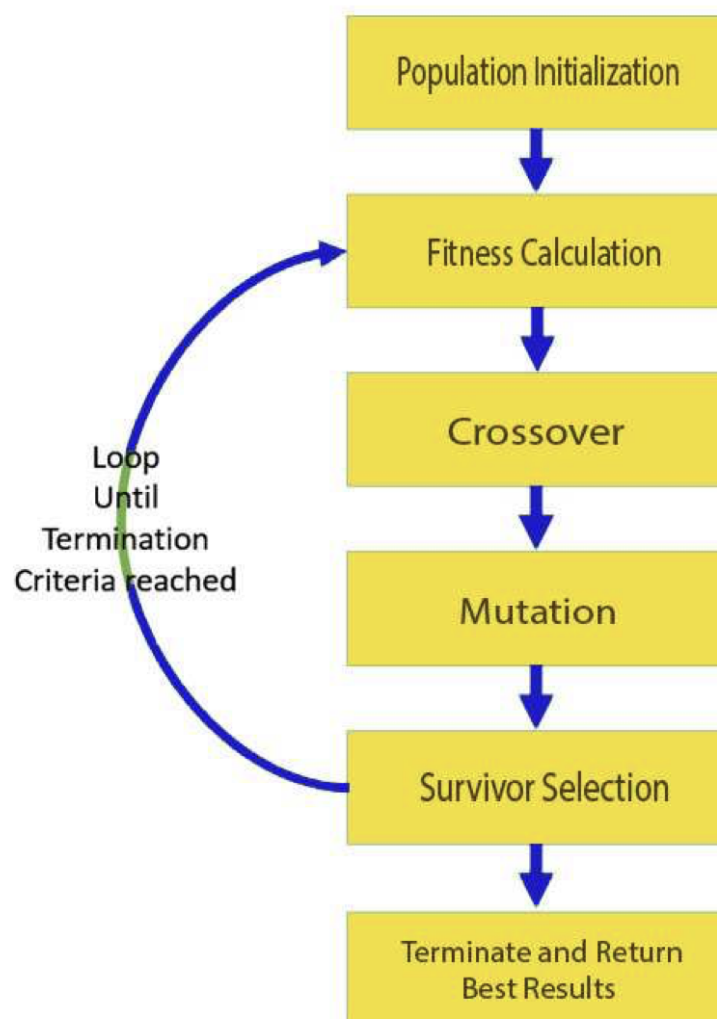 Population Initialization
Fitness Calculation
Crossover
Loop
Until
Termination
Criteria reached
Mutation
Survivor Selection
Terminate and Return
Best Results